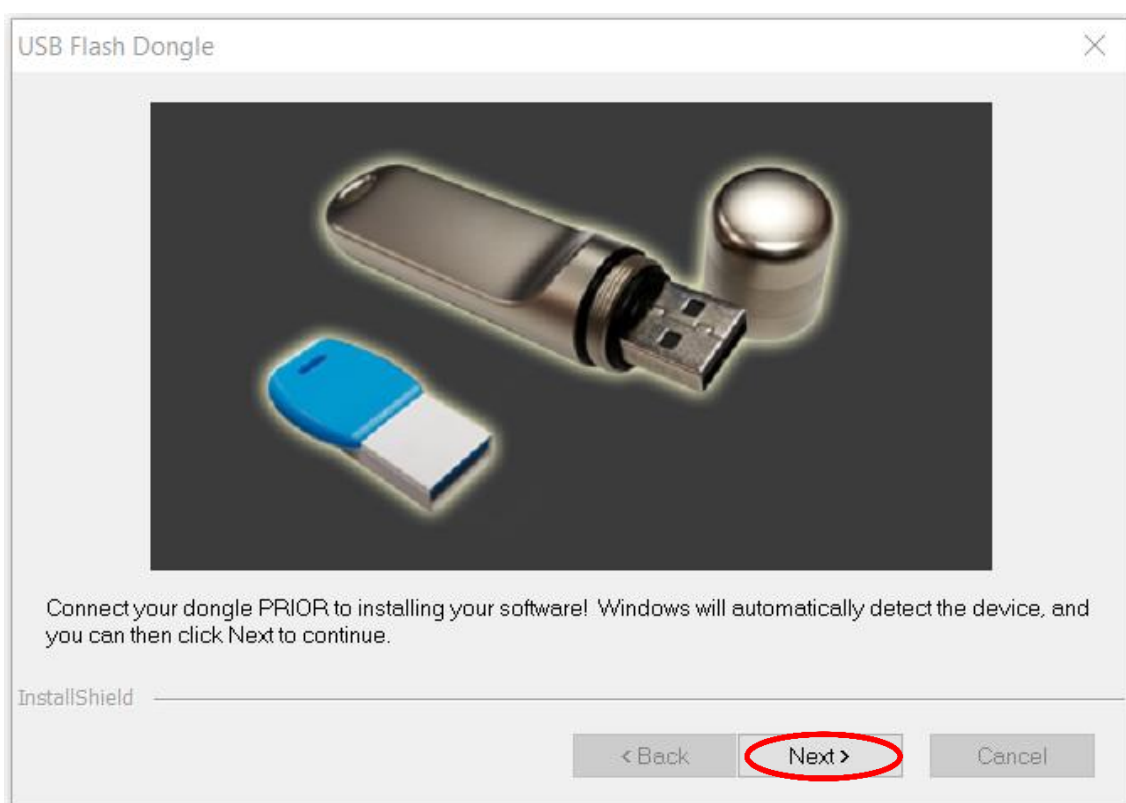 USB Flash Dongle
Connect your dongle PRIOR to installing your software! Windows will automatically detect the device, and
you can then click Next to continue.
InstallShield
< Back Next > Cancel